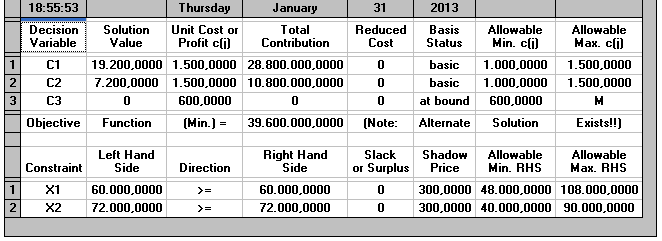 18:55:53 Thursday January 31 2013
Decision Variable Solution Value Unit Cost or Profit c(j) Total Contribution Reduced Cost Basis Status Allowable Min. c(j) Allowable Max. c(j)
1 C1 19.200,0000 1.500,0000 28.800.000,0000 0 basic 1.000,0000 1.500,0000
2 C2 7.200,0000 1.500,0000 10.800.000,0000 0 basic 1.000,0000 1.500,0000
3 C3 0 600,0000 0 0 at bound 600,0000 M
Objective Function (Min.) = 39.600.000,0000 (Note: Alternate Solution Exists!!)
Constraint Left Hand Side Direction Right Hand Side Slack or Surplus Shadow Price Allowable Min. RHS Allowable Max. RHS
1 X1 60.000,0000 >= 60.000,0000 0 300,0000 48.000,0000 108.000,0000
2 X2 72.000,0000 >= 72.000,0000 0 300,0000 40.000,0000 90.000,0000